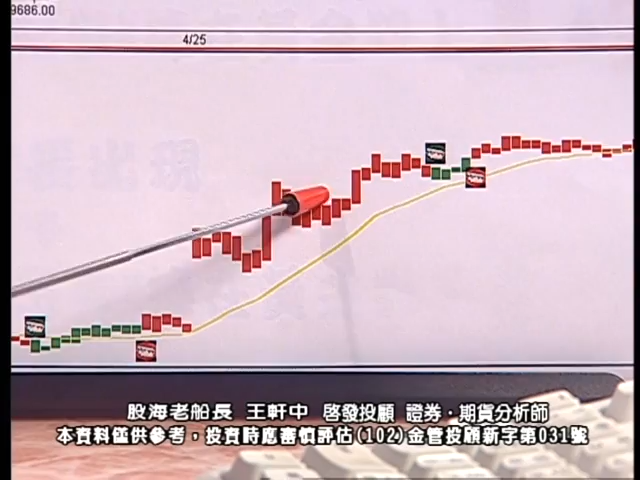 9686.00
4/25
股海老船長 王軒中 啓發投顧 證券·期貨分析師
本資料僅供參考，投資時應審慎評估(102)金管投顧新字第031號